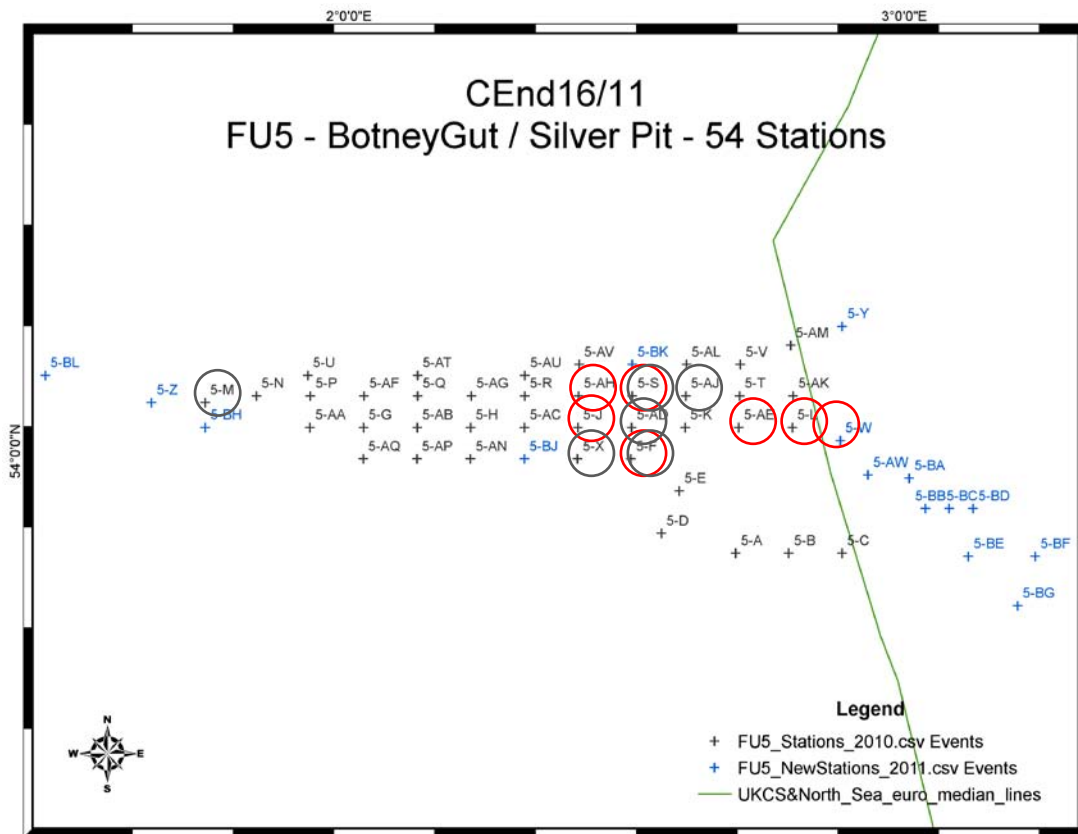 2°0'0"E 3°0'0"E
CEnd16/11
FU5 - BotneyGut / Silver Pit - 54 Stations
5-Y
5-AM
5-AV 5-BK 5-AL 5-V
5-BL 5-U 5-AT 5-AU
5-Z 5-M 5-N 5-P 5-AF 5-Q 5-AG 5-R 5-AH 5-S 5-AJ 5-T 5-AK
5-BH 5-AA 5-G 5-AB 5-H 5-AC 5-J 5-AD 5-K 5-AE 5-L
5-W
54°0'0"N
5-AQ 5-AP 5-AN 5-BJ 5-X 5-F
5-AW 5-BA
5-E
5-BB 5-BC 5-BD
5-D
5-A 5-B 5-C 5-BE 5-BF
5-BG
Legend
FU5_Stations_2010.csv Events
FU5_NewStations_2011.csv Events
UKCS&North_Sea_euro_median_lines
N
W E
S